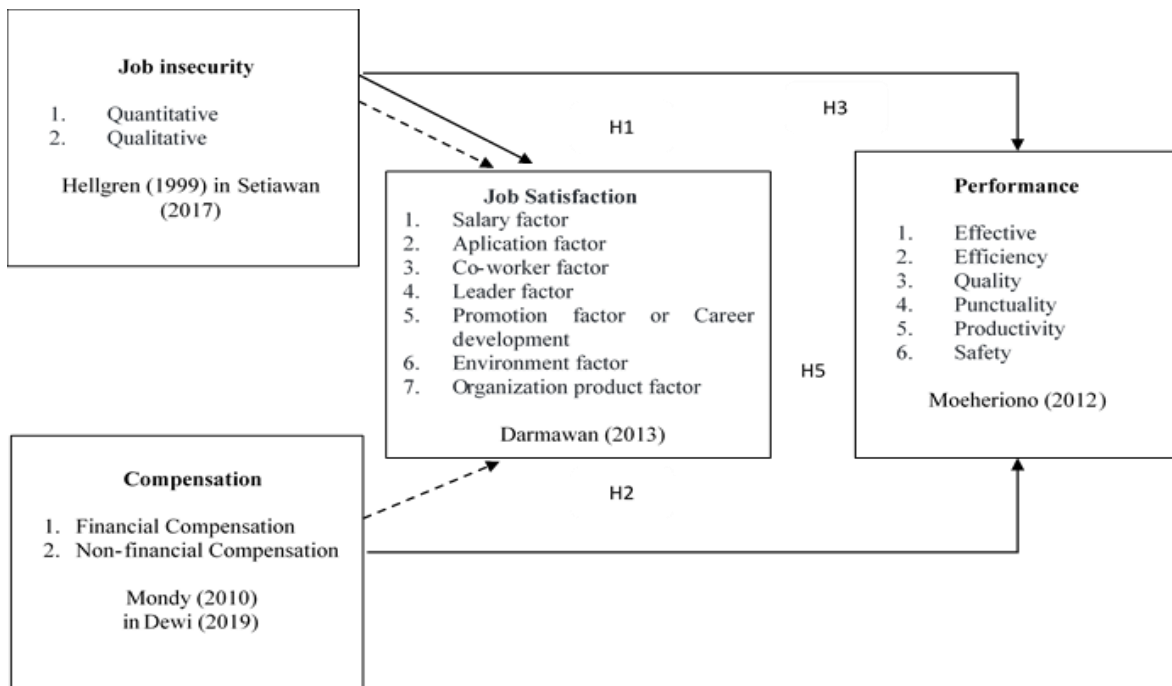 Job insecurity
1. Quantitative
2. Qualitative
Hellgren (1999) in Setiawan
(2017)
H1
H3
Job Satisfaction
1. Salary factor
2. Aplication factor
3. Co-worker factor
4. Leader factor
5. Promotion factor or Career
development
6. Environment factor
7. Organization product factor
Darmawan (2013)
H5
Performance
1. Effective
2. Efficiency
3. Quality
4. Punctuality
5. Productivity
6. Safety
Moeheriono (2012)
Compensation
1. Financial Compensation
2. Non-financial Compensation
Mondy (2010)
in Dewi (2019)
H2